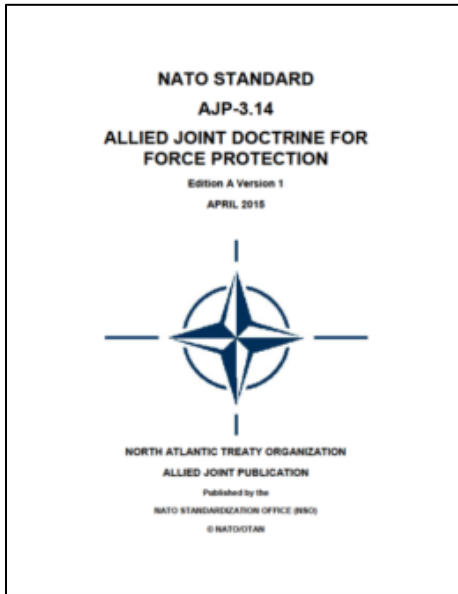 NATO STANDARD
AJP-3.14
ALLIED JOINT DOCTRINE FOR
FORCE PROTECTION
Edition A Version 1
APRIL 2015
NORTH ATLANTIC TREATY ORGANIZATION
ALLIED JOINT PUBLICATION
Published by the
NATO STANDARDIZATION OFFICE (NSO)
© NATO/OTAN